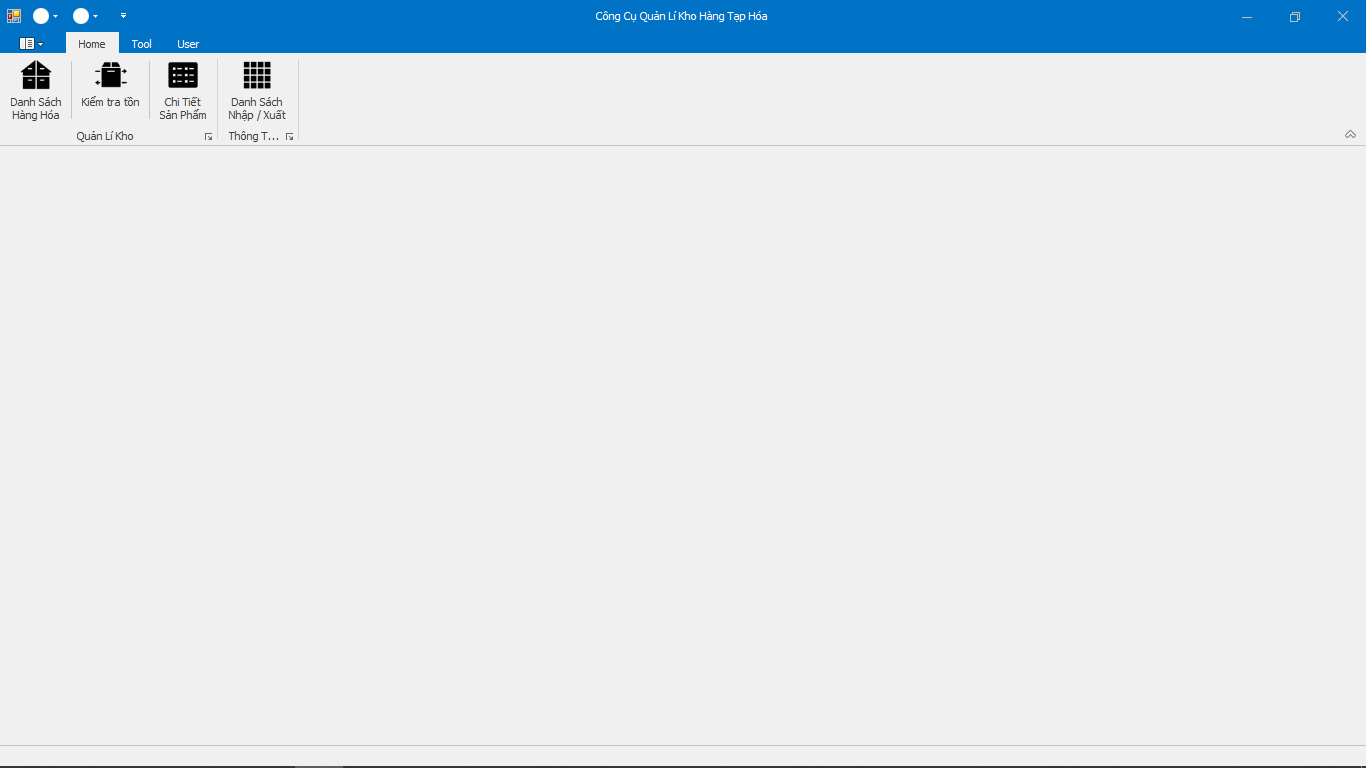 Công Cụ Quản Lí Kho Hàng Tạp Hóa
Home Tool User
Danh Sách
Hàng Hóa
Kiểm tra tồn
Chi Tiết
Sản Phẩm
Danh Sách
Nhập / Xuất
Quản Lí Kho
Thông T...